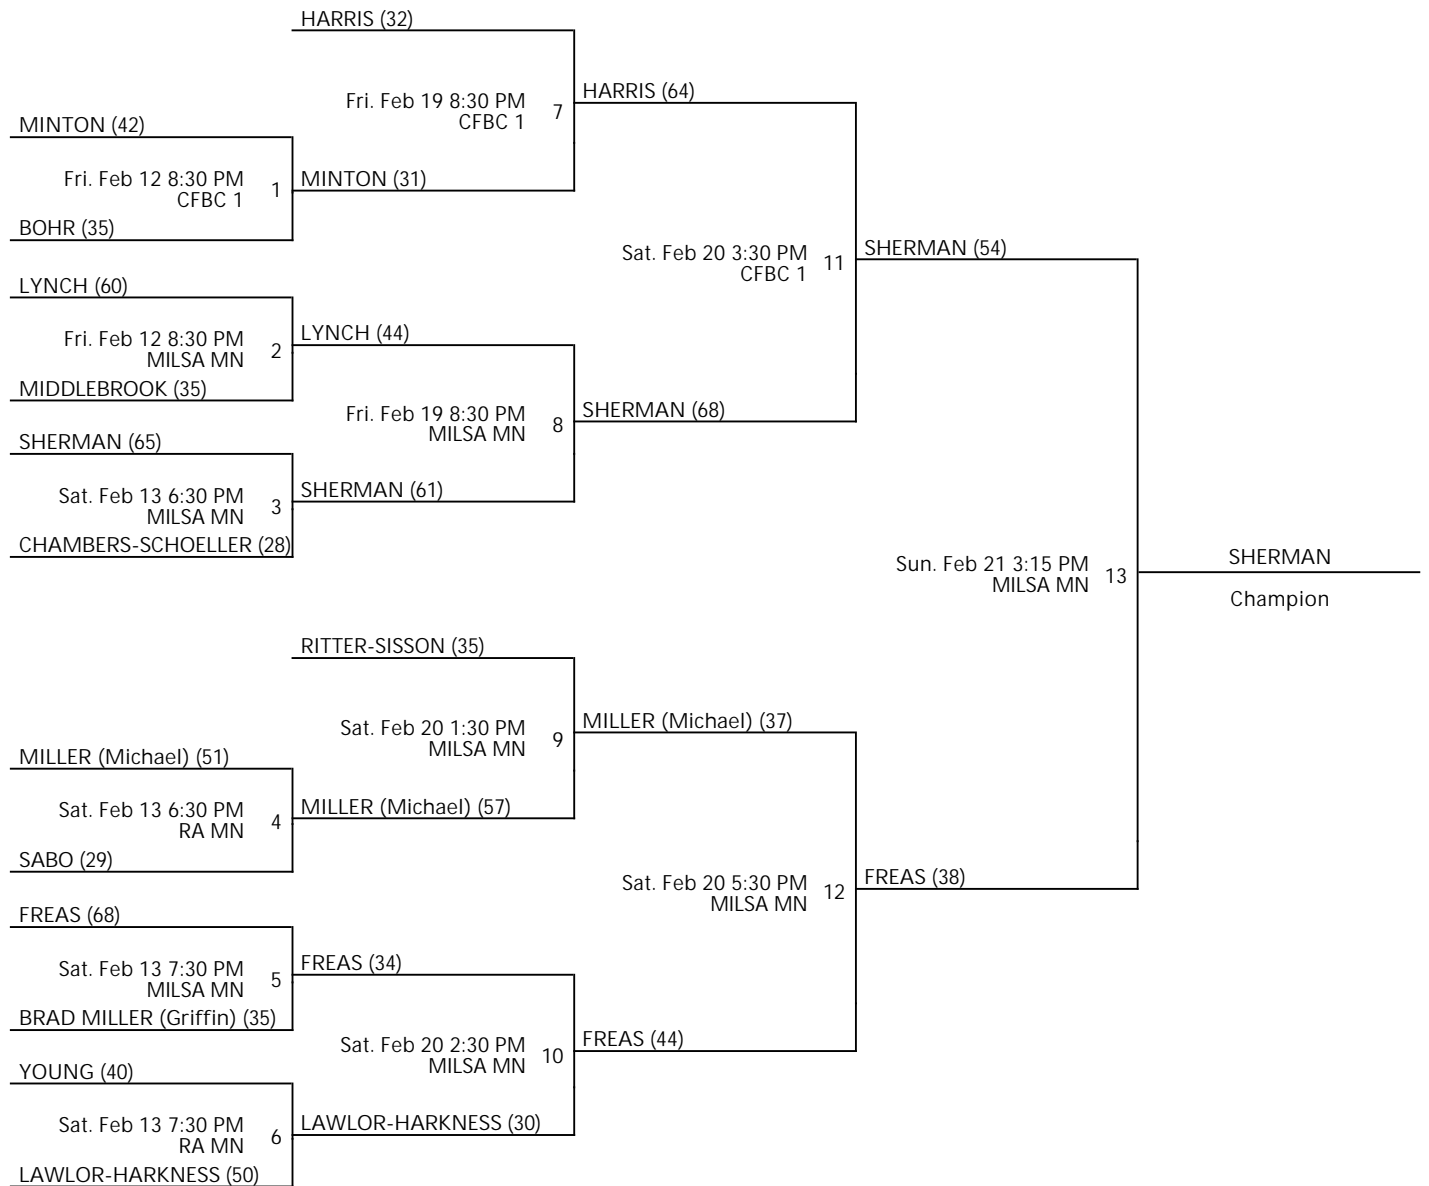 HARRIS (32)
Fri. Feb 19 8:30 PM
CFBC 1
7
HARRIS (64)
MINTON (42)
Fri. Feb 12 8:30 PM
CFBC 1
1
MINTON (31)
BOHR (35)
Sat. Feb 20 3:30 PM
CFBC 1
11
SHERMAN (54)
LYNCH (60)
Fri. Feb 12 8:30 PM
MILSA MN
2
LYNCH (44)
MIDDLEBROOK (35)
Fri. Feb 19 8:30 PM
MILSA MN
8
SHERMAN (68)
SHERMAN (65)
Sat. Feb 13 6:30 PM
MILSA MN
3
SHERMAN (61)
CHAMBERS-SCHOELLER (28)
Sun. Feb 21 3:15 PM
MILSA MN
13
SHERMAN
Champion
RITTER-SISSON (35)
Sat. Feb 20 1:30 PM
MILSA MN
9
MILLER (Michael) (37)
MILLER (Michael) (51)
Sat. Feb 13 6:30 PM
RA MN
4
MILLER (Michael) (57)
SABO (29)
Sat. Feb 20 5:30 PM
MILSA MN
12
FREAS (38)
FREAS (68)
Sat. Feb 13 7:30 PM
MILSA MN
5
FREAS (34)
BRAD MILLER (Griffin) (35)
Sat. Feb 20 2:30 PM
MILSA MN
10
FREAS (44)
YOUNG (40)
Sat. Feb 13 7:30 PM
RA MN
6
LAWLOR-HARKNESS (30)
LAWLOR-HARKNESS (50)